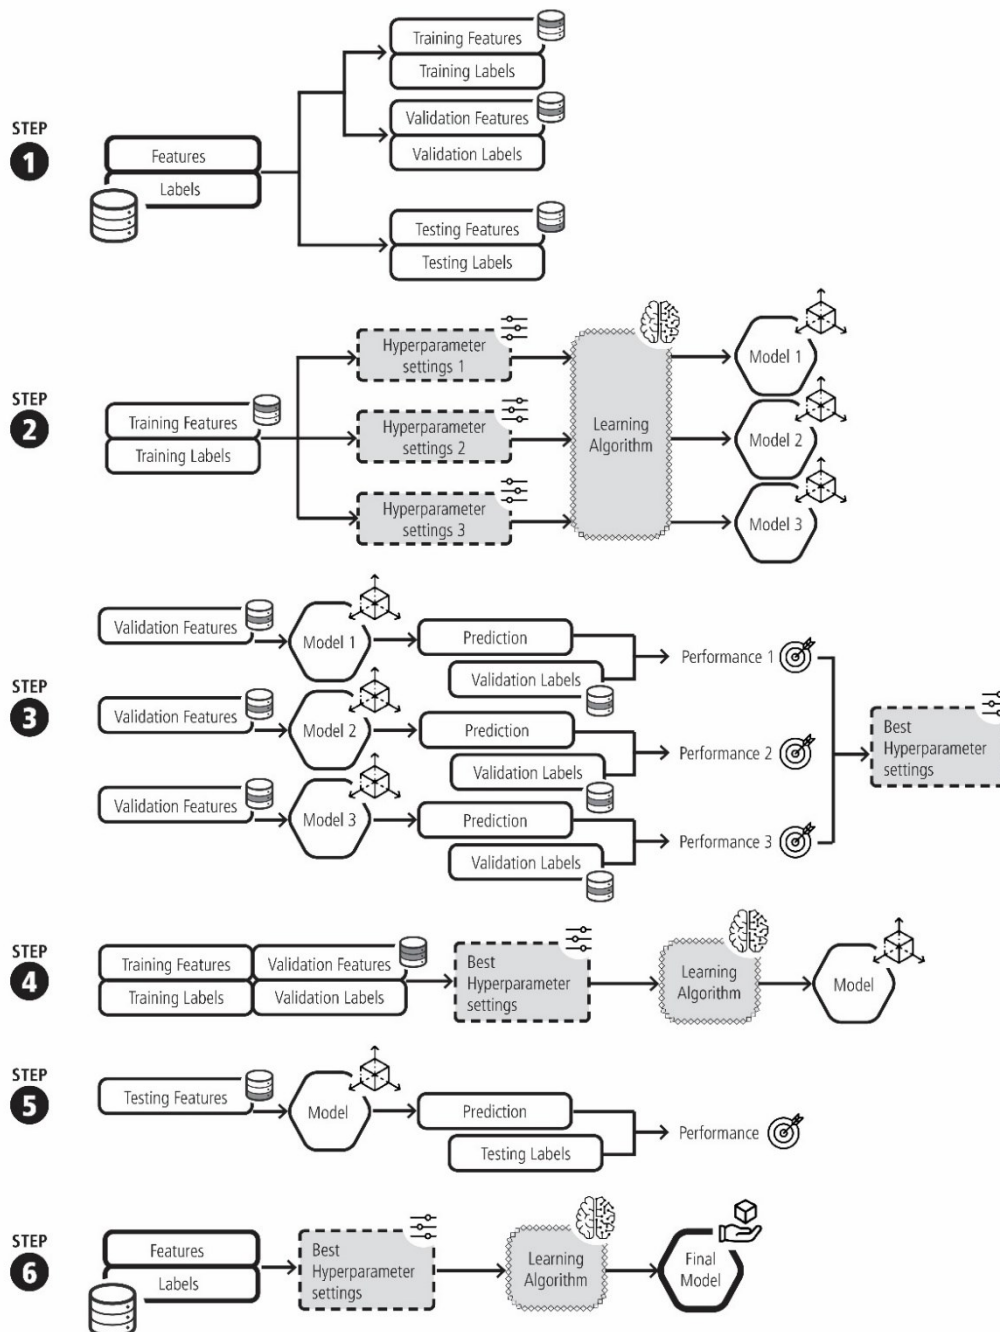 STEP
1
Features
Labels
Training Features
Training Labels
Validation Features
Validation Labels
Testing Features
Testing Labels
STEP
2
Training Features
Training Labels
Hyperparameter
settings 1
Hyperparameter
settings 2
Hyperparameter
settings 3
Learning
Algorithm
Model 1
Model 2
Model 3
STEP
3
Validation Features
Model 1
Prediction
Validation Labels
Performance 1
Validation Features
Model 2
Prediction
Validation Labels
Performance 2
Validation Features
Model 3
Prediction
Validation Labels
Performance 3
Best
Hyperparameter
settings
STEP
4
Training Features
Training Labels
Validation Features
Validation Labels
Best
Hyperparameter
settings
Learning
Algorithm
Model
STEP
5
Testing Features
Model
Prediction
Testing Labels
Performance
STEP
6
Features
Labels
Best
Hyperparameter
settings
Learning
Algorithm
Final
Model